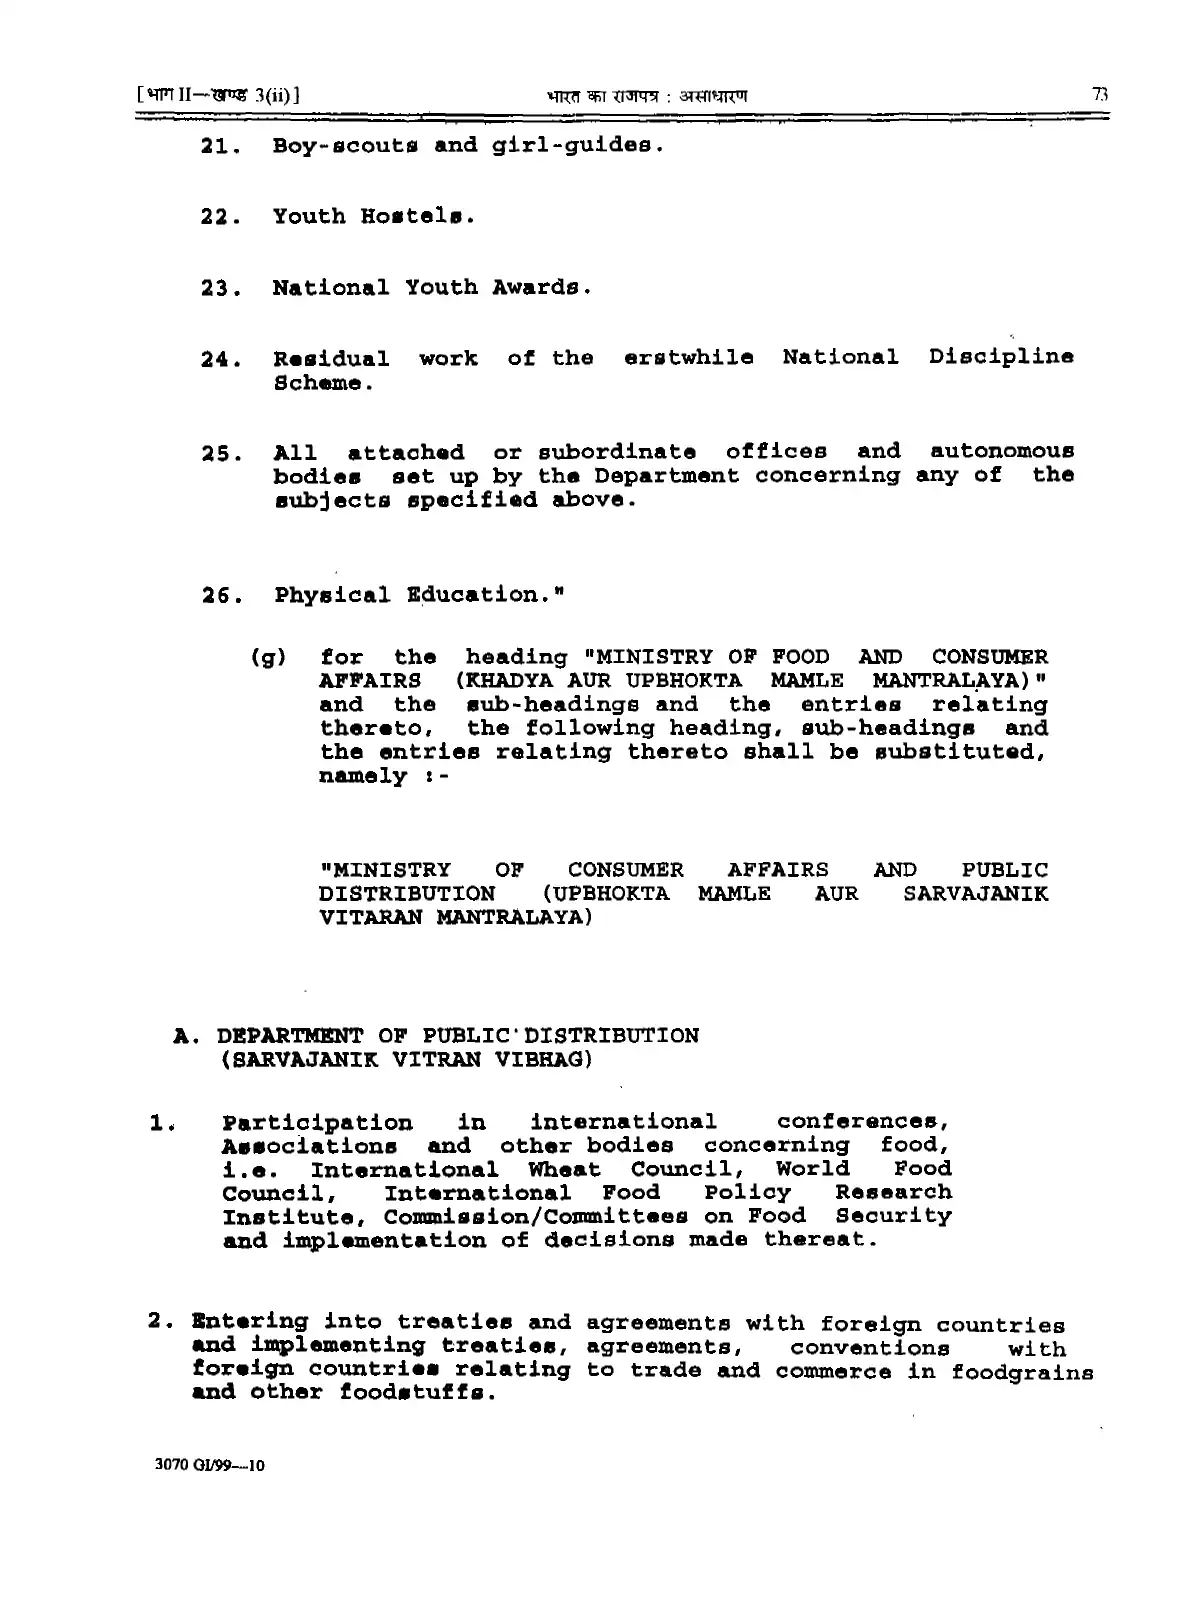 [ भाग II—खण्ड 3(ii) ] भारत का राजपत्र : असाधारण 73
21. Boy-scouts and girl-guides.
22. Youth Hostels.
23. National Youth Awards.
24. Residual work of the erstwhile National Discipline
Scheme.
25. All attached or subordinate offices and autonomous
bodies set up by the Department concerning any of the
subjects specified above.
26. Physical Education."
(g) for the heading "MINISTRY OF FOOD AND CONSUMER
AFFAIRS (KHADYA AUR UPBHOKTA MAMLE MANTRALAYA)"
and the sub-headings and the entries relating
thereto, the following heading, sub-headings and
the entries relating thereto shall be substituted,
namely :-
"MINISTRY OF CONSUMER AFFAIRS AND PUBLIC
DISTRIBUTION (UPBHOKTA MAMLE AUR SARVAJANIK
VITARAN MANTRALAYA)
A. DEPARTMENT OF PUBLIC DISTRIBUTION
(SARVAJANIK VITRAN VIBHAG)
1. Participation in international conferences,
Associations and other bodies concerning food,
i.e. International Wheat Council, World Food
Council, International Food Policy Research
Institute, Commission/Committees on Food Security
and implementation of decisions made thereat.
2. Entering into treaties and agreements with foreign countries
and implementing treaties, agreements, conventions with
foreign countries relating to trade and commerce in foodgrains
and other foodstuffs.
3070 GI/99—10